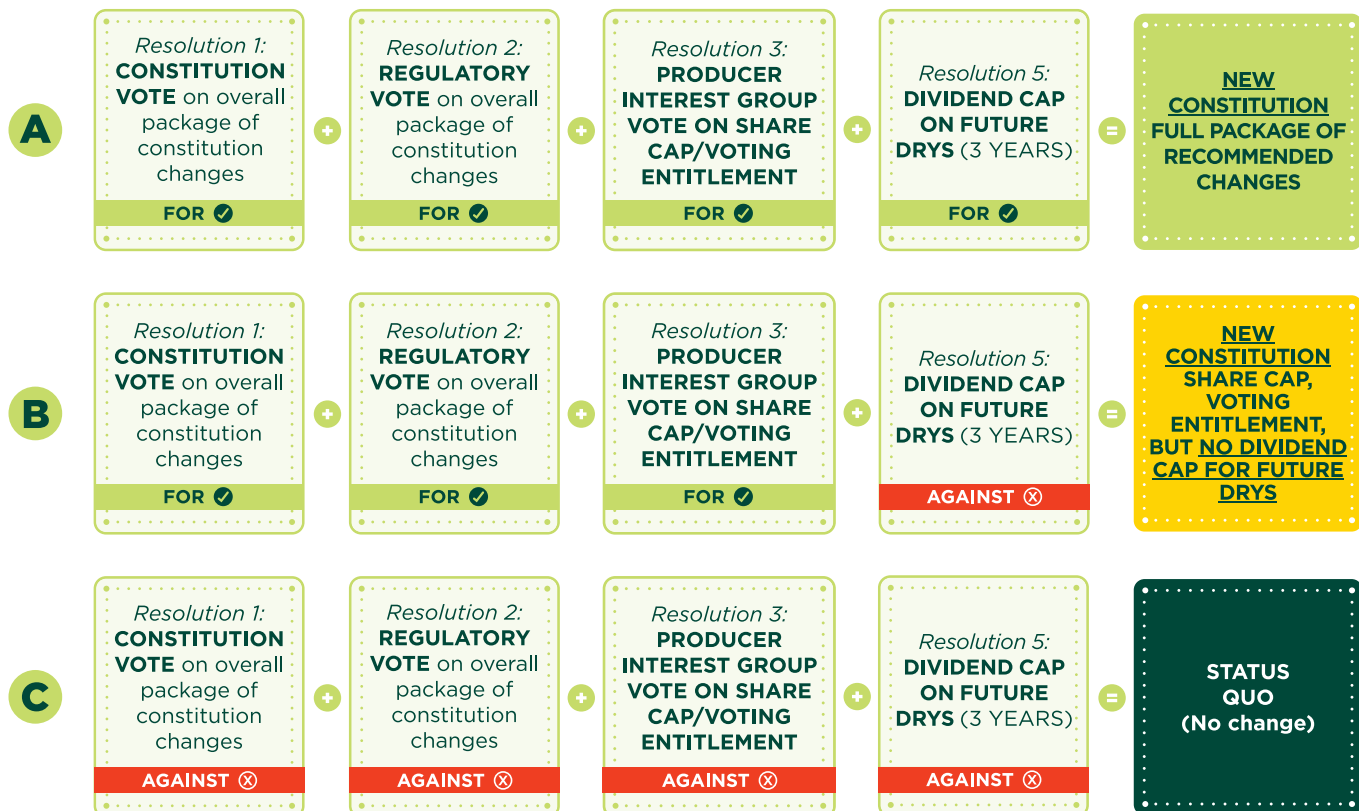 A
Resolution 1:
CONSTITUTION
VOTE on overall
package of
constitution
changes
FOR
+
Resolution 2:
REGULATORY
VOTE on overall
package of
constitution
changes
FOR
+
Resolution 3:
PRODUCER
INTEREST GROUP
VOTE ON SHARE
CAP/VOTING
ENTITLEMENT
FOR
+
Resolution 5:
DIVIDEND CAP
ON FUTURE
DRYS (3 YEARS)
FOR
=
NEW
CONSTITUTION
FULL PACKAGE OF
RECOMMENDED
CHANGES
B
Resolution 1:
CONSTITUTION
VOTE on overall
package of
constitution
changes
FOR
+
Resolution 2:
REGULATORY
VOTE on overall
package of
constitution
changes
FOR
+
Resolution 3:
PRODUCER
INTEREST GROUP
VOTE ON SHARE
CAP/VOTING
ENTITLEMENT
FOR
+
Resolution 5:
DIVIDEND CAP
ON FUTURE
DRYS (3 YEARS)
AGAINST
=
NEW
CONSTITUTION
SHARE CAP,
VOTING
ENTITLEMENT,
BUT NO DIVIDEND
CAP FOR FUTURE
DRYS
C
Resolution 1:
CONSTITUTION
VOTE on overall
package of
constitution
changes
AGAINST
+
Resolution 2:
REGULATORY
VOTE on overall
package of
constitution
changes
AGAINST
+
Resolution 3:
PRODUCER
INTEREST GROUP
VOTE ON SHARE
CAP/VOTING
ENTITLEMENT
AGAINST
+
Resolution 5:
DIVIDEND CAP
ON FUTURE
DRYS (3 YEARS)
AGAINST
=
STATUS
QUO
(No change)